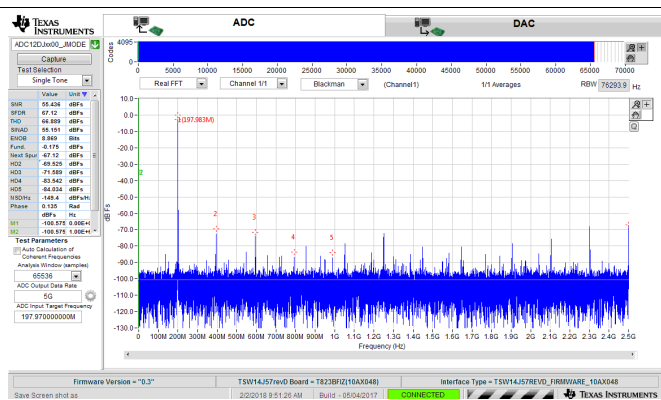 TEXAS INSTRUMENTS
ADC
DAC
ADC12DJxx00_JMODE
Capture
Test Selection
Single Tone
Value Unit
SNR 55.436 dBFs
SFDR 67.12 dBFs
THD 66.889 dBFs
SINAD 55.151 dBFs
ENOB 8.869 Bits
Fund. -0.175 dBFs
Next Spur -67.12 dBFs
HD2 -69.525 dBFs
HD3 -71.589 dBFs
HD4 -83.542 dBFs
HD5 -84.034 dBFs
NSD/Hz -149.4 dBFs/H
Phase 0.135 Rad
dBFs Hz
M1 -100.575 0.00E+
M2 -100.575 1.00E+
Test Parameters
Auto Calculation of
Coherent Frequencies
Analysis Window (samples)
65536
ADC Output Data Rate
5G
ADC Input Target Frequency
197.970000000M
Codes
4095
0
0 5000 10000 15000 20000 25000 30000 35000 40000 45000 50000 55000 60000 65000 70000
Real FFT Channel 1/1 Blackman (Channel1) 1/1 Averages RBW 76293.9 Hz
dBFs
10.0
0.0
-10.0
-20.0
-30.0
-40.0
-50.0
-60.0
-70.0
-80.0
-90.0
-100.0
-110.0
-120.0
-130.0
1(197.983M)
2
2
3
4
5
0 100M 200M 300M 400M 500M 600M 700M 800M 900M 1G 1.1G 1.2G 1.3G 1.4G 1.5G 1.6G 1.7G 1.8G 1.9G 2G 2.1G 2.2G 2.3G 2.4G 2.5G
Frequency (Hz)
Firmware Version = "0.3" TSW14J57revD Board = T823BFIZ(10AX048) Interface Type = TSW14J57REVD_FIRMWARE_10AX048
Save Screen shot as 2/2/2018 9:51:26 AM Build - 05/04/2017 CONNECTED TEXAS INSTRUMENTS